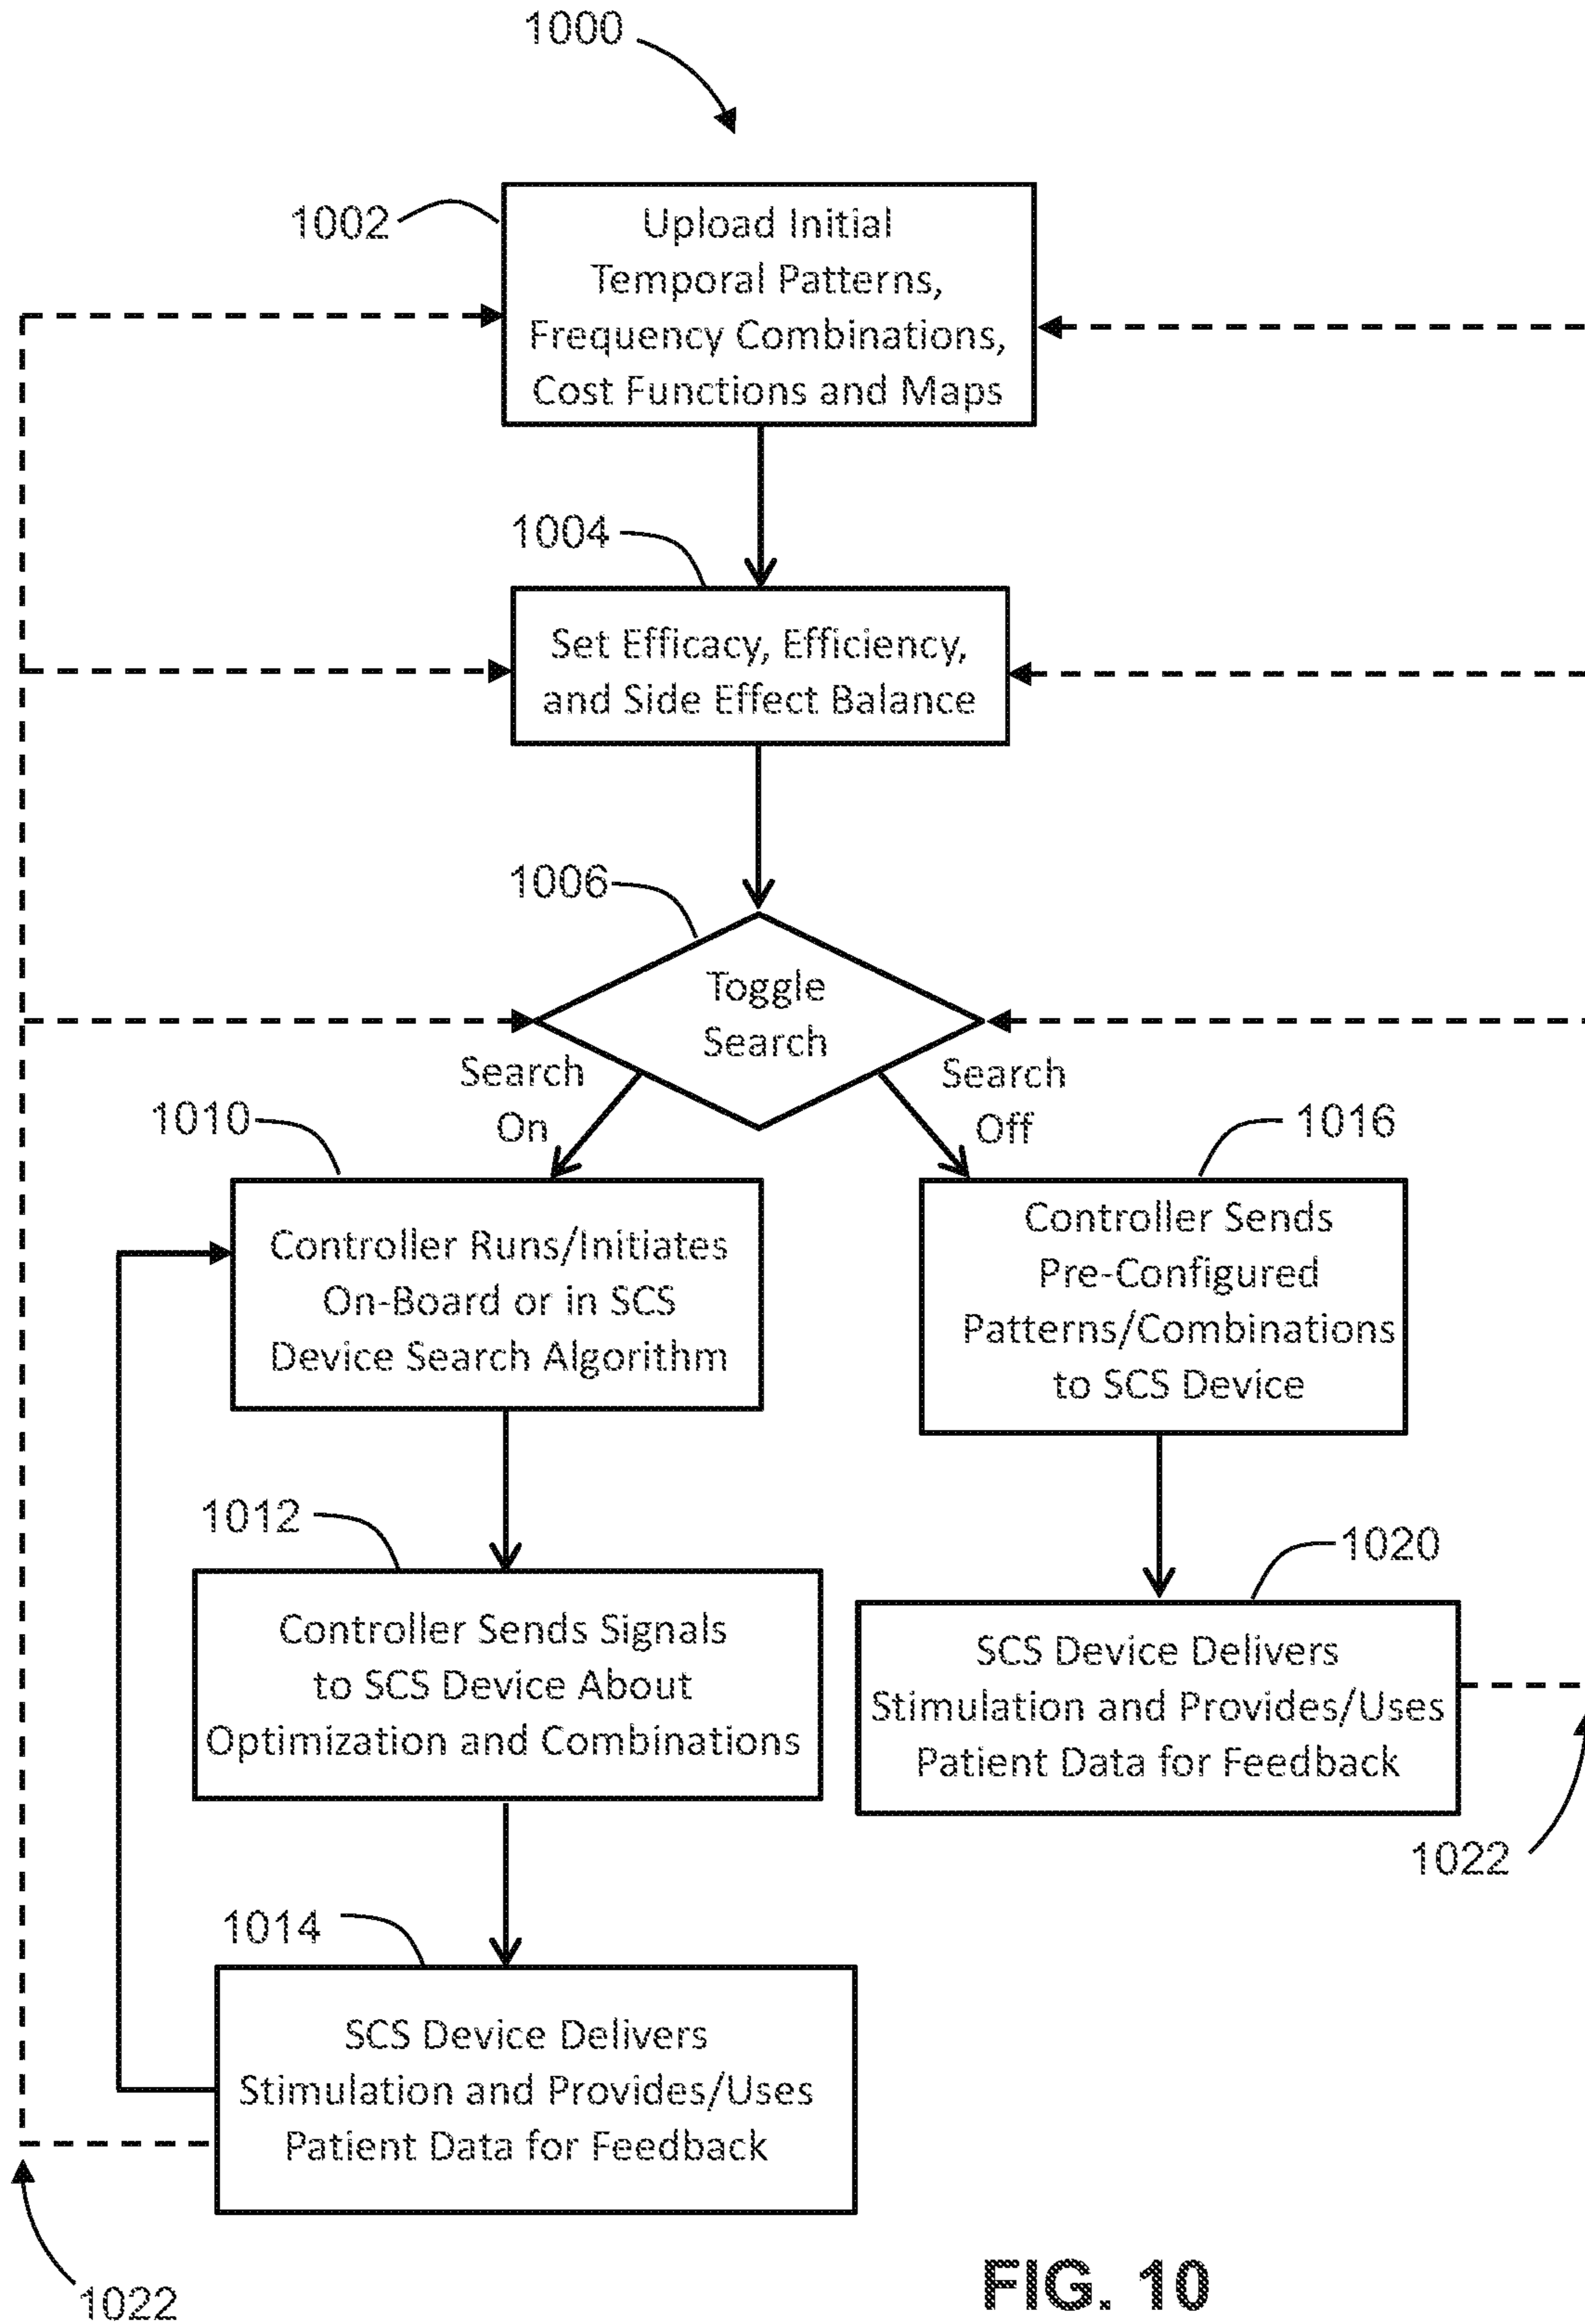 1000
1002
Upload Initial
Temporal Patterns,
Frequency Combinations,
Cost Functions and Maps
1004
Set Efficacy, Efficiency,
and Side Effect Balance
1006
Toggle
Search
Search
On
Search
Off
1010
Controller Runs/Initiates
On-Board or in SCS
Device Search Algorithm
1016
Controller Sends
Pre-Configured
Patterns/Combinations
to SCS Device
1012
Controller Sends Signals
to SCS Device About
Optimization and Combinations
1020
SCS Device Delivers
Stimulation and Provides/Uses
Patient Data for Feedback
1022
1014
SCS Device Delivers
Stimulation and Provides/Uses
Patient Data for Feedback
1022
FIG. 10